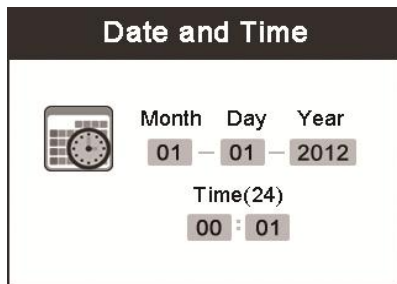 Date and Time
Month Day Year
01 – 01 – 2012
Time(24)
00 : 01